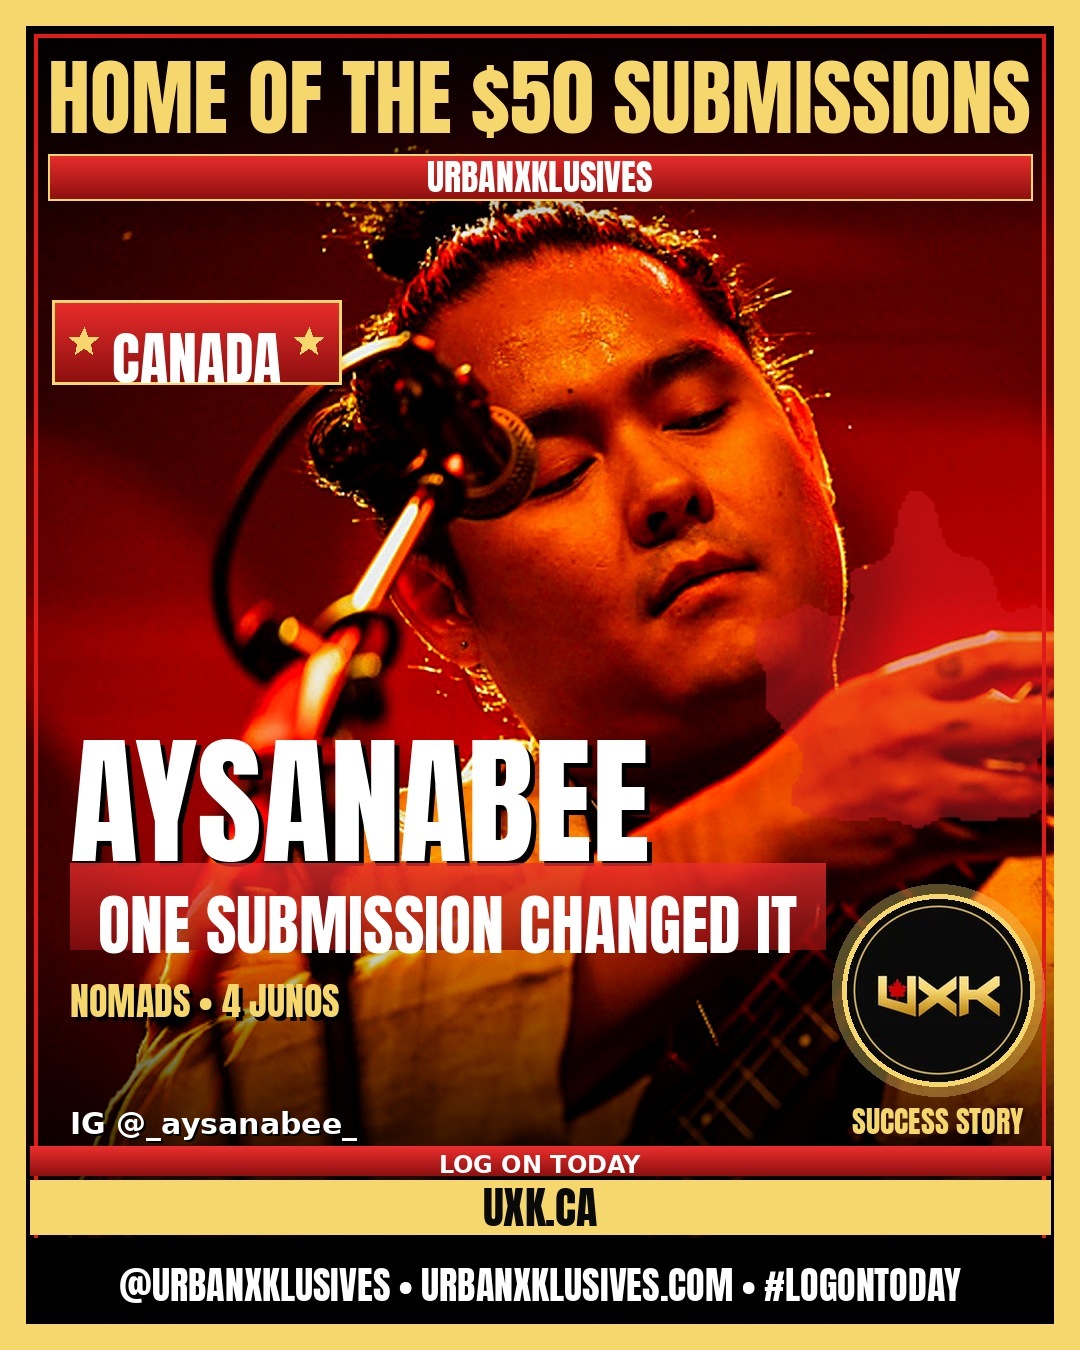 HOME OF THE $50 SUBMISSIONS
URBANXKLUSIVES
CANADA
AYSANABEE
ONE SUBMISSION CHANGED IT
NOMADS • 4 JUNOS
UXK
IG @_aysanabee_
SUCCESS STORY
LOG ON TODAY
UXK.CA
@URBANXKLUSIVES • URBANXKLUSIVES.COM • #LOGONTODAY